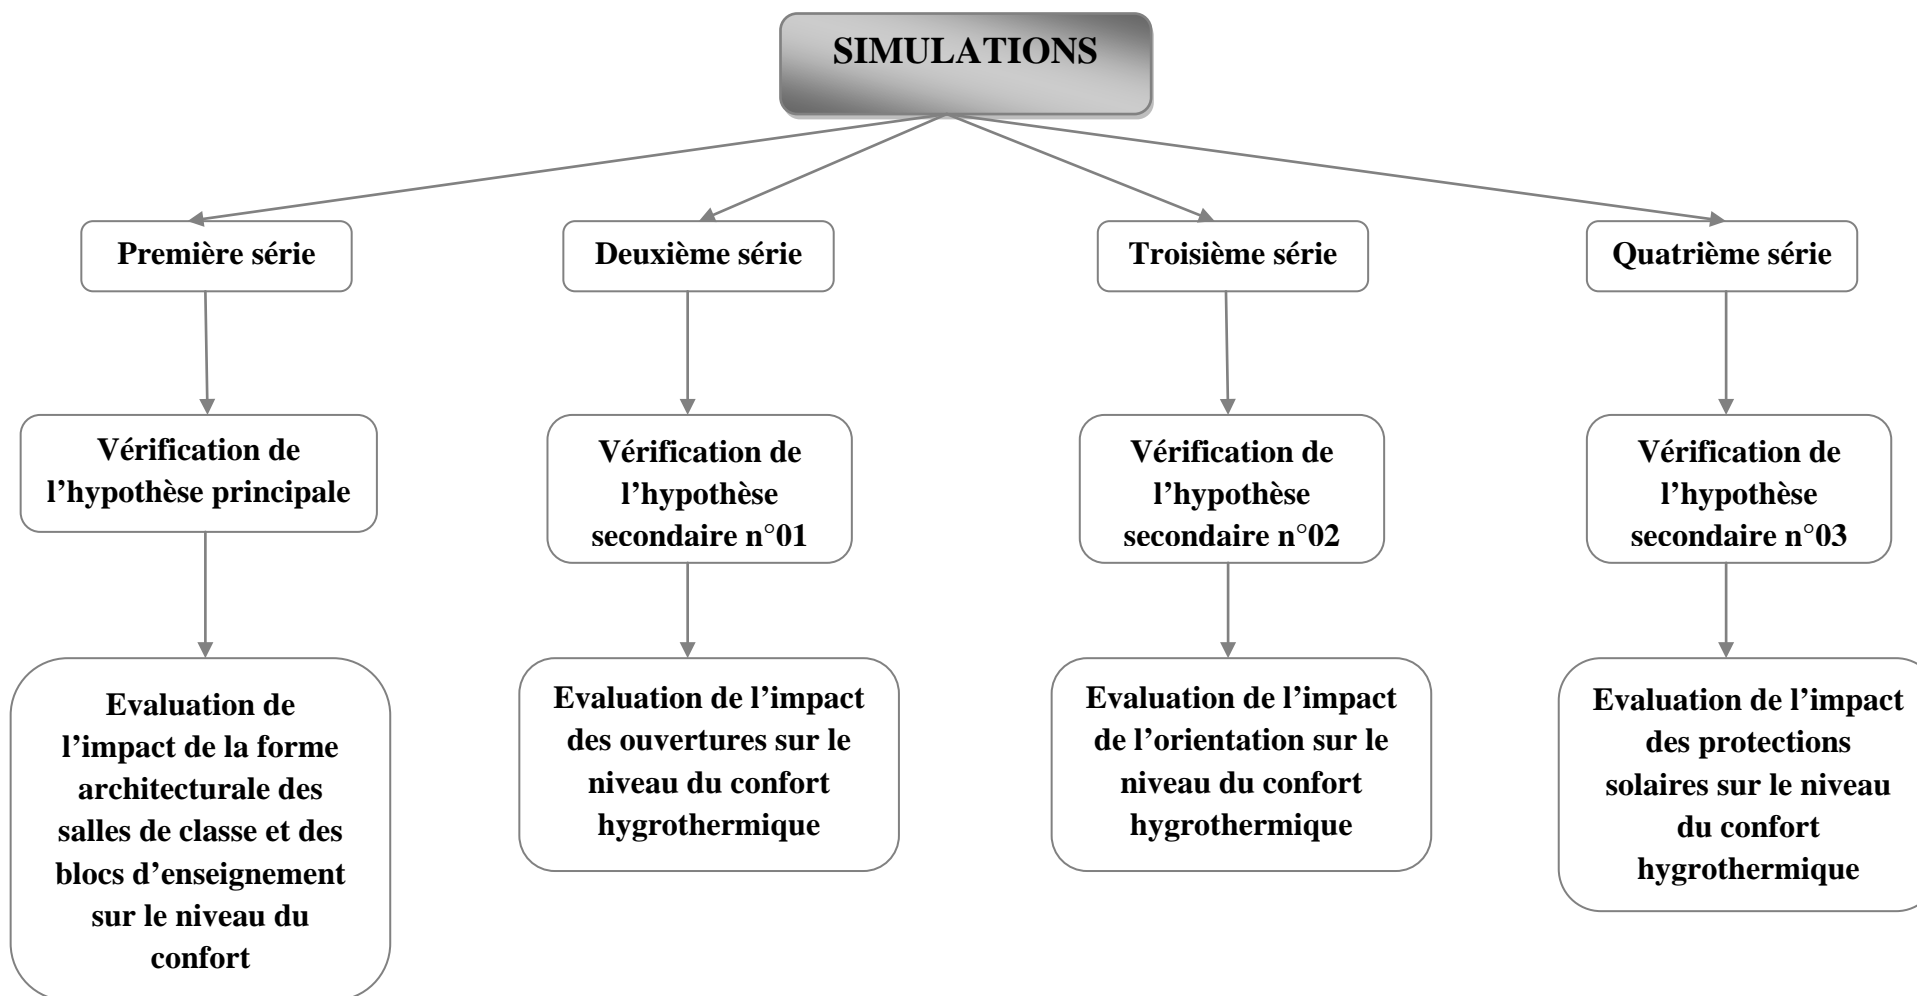 SIMULATIONS
Première série
Deuxième série
Troisième série
Quatrième série
Vérification de
l’hypothèse principale
Vérification de
l’hypothèse
secondaire n°01
Vérification de
l’hypothèse
secondaire n°02
Vérification de
l’hypothèse
secondaire n°03
Evaluation de
l’impact de la forme
architecturale des
salles de classe et des
blocs d’enseignement
sur le niveau du
confort
Evaluation de l’impact
des ouvertures sur le
niveau du confort
hygrothermique
Evaluation de l’impact
de l’orientation sur le
niveau du confort
hygrothermique
Evaluation de l’impact
des protections
solaires sur le niveau
du confort
hygrothermique